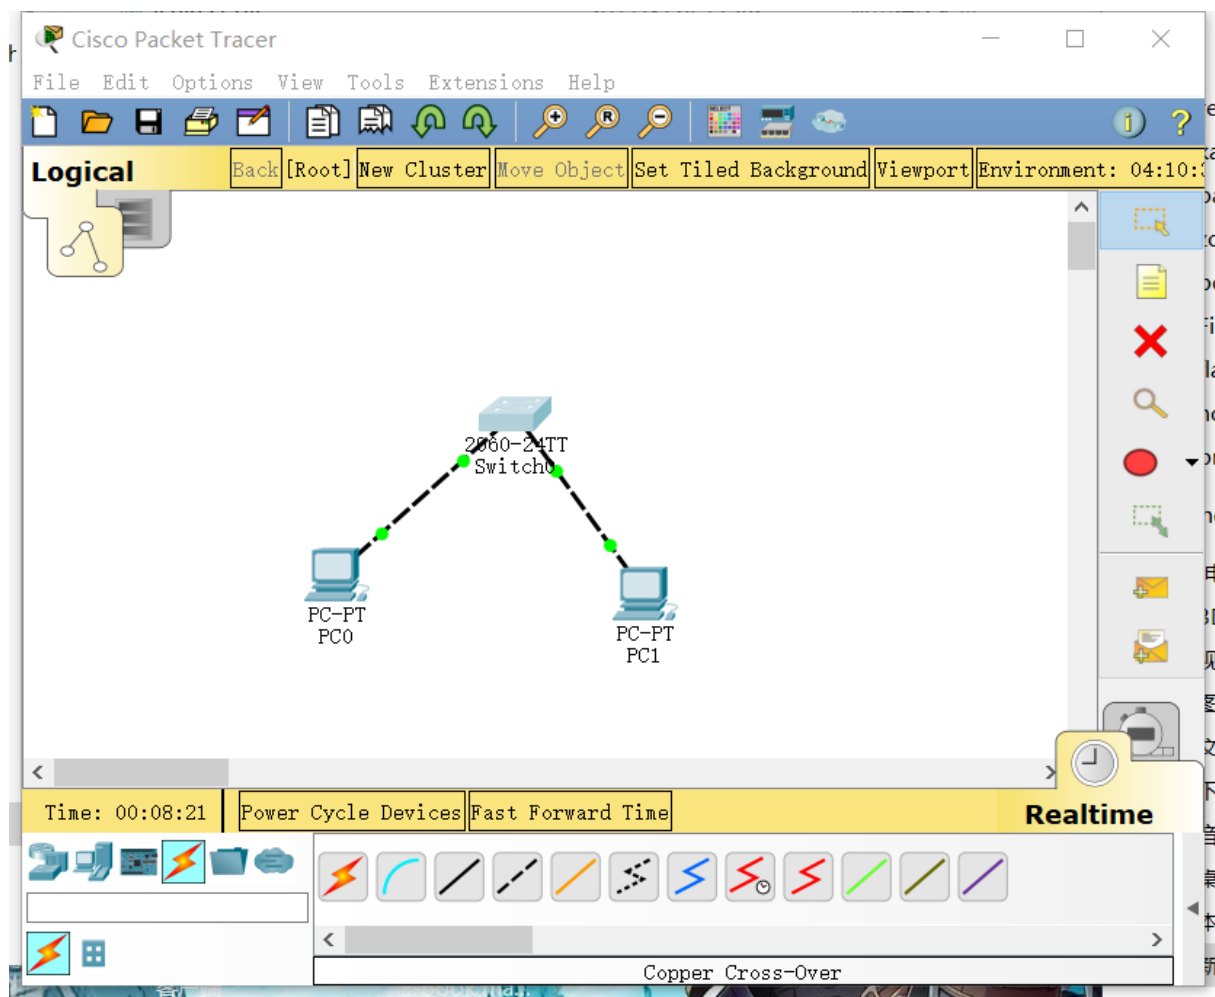 Cisco Packet Tracer
File Edit Options View Tools Extensions Help
Logical
Back [Root] New Cluster Move Object Set Tiled Background Viewport Environment: 04:10:
2960-24TT
Switch0
PC-PT
PC0
PC-PT
PC1
Time: 00:08:21 Power Cycle Devices Fast Forward Time
Realtime
Copper Cross-Over